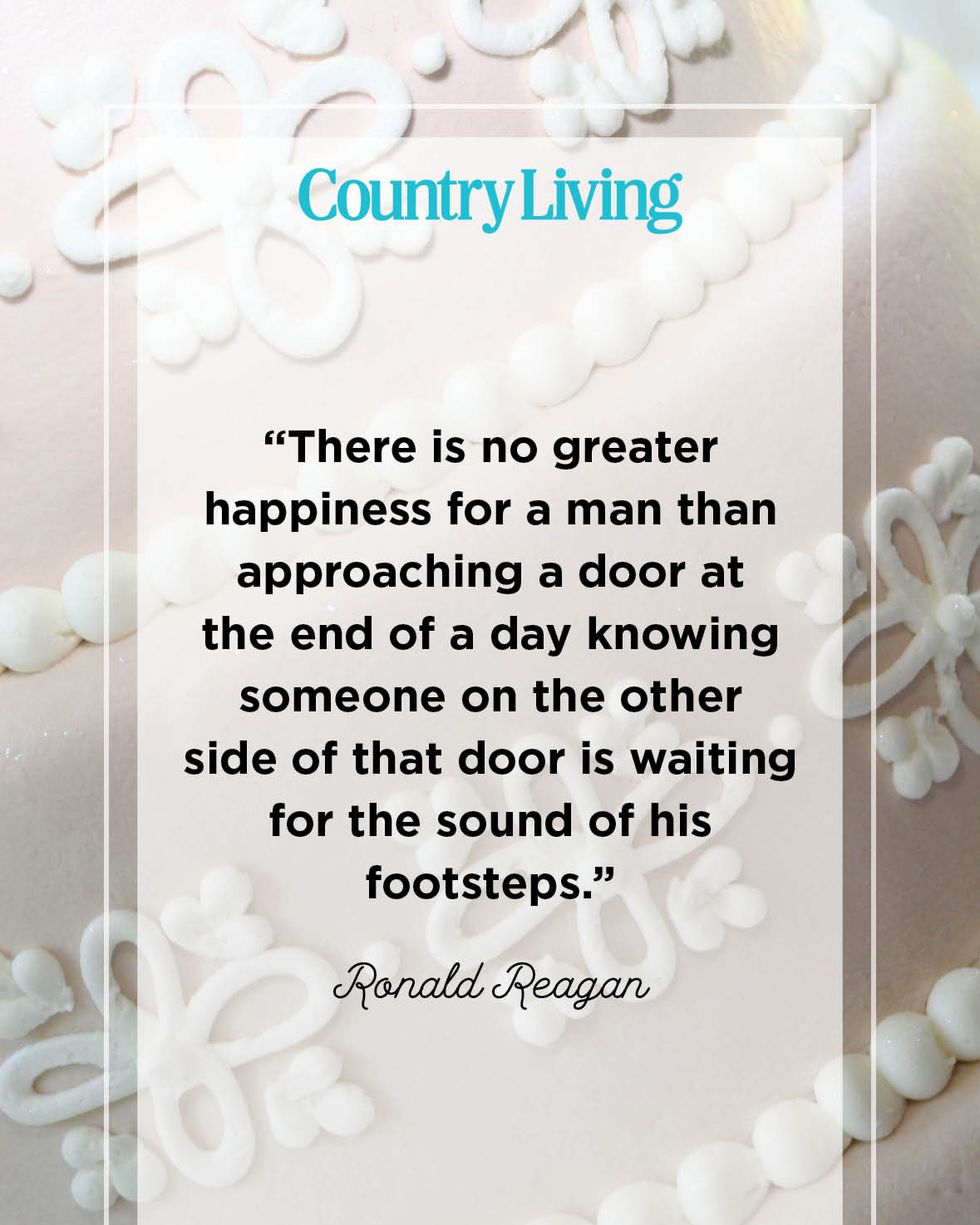 Country Living
“There is no greater
happiness for a man than
approaching a door at
the end of a day knowing
someone on the other
side of that door is waiting
for the sound of his
footsteps.”
Ronald Reagan